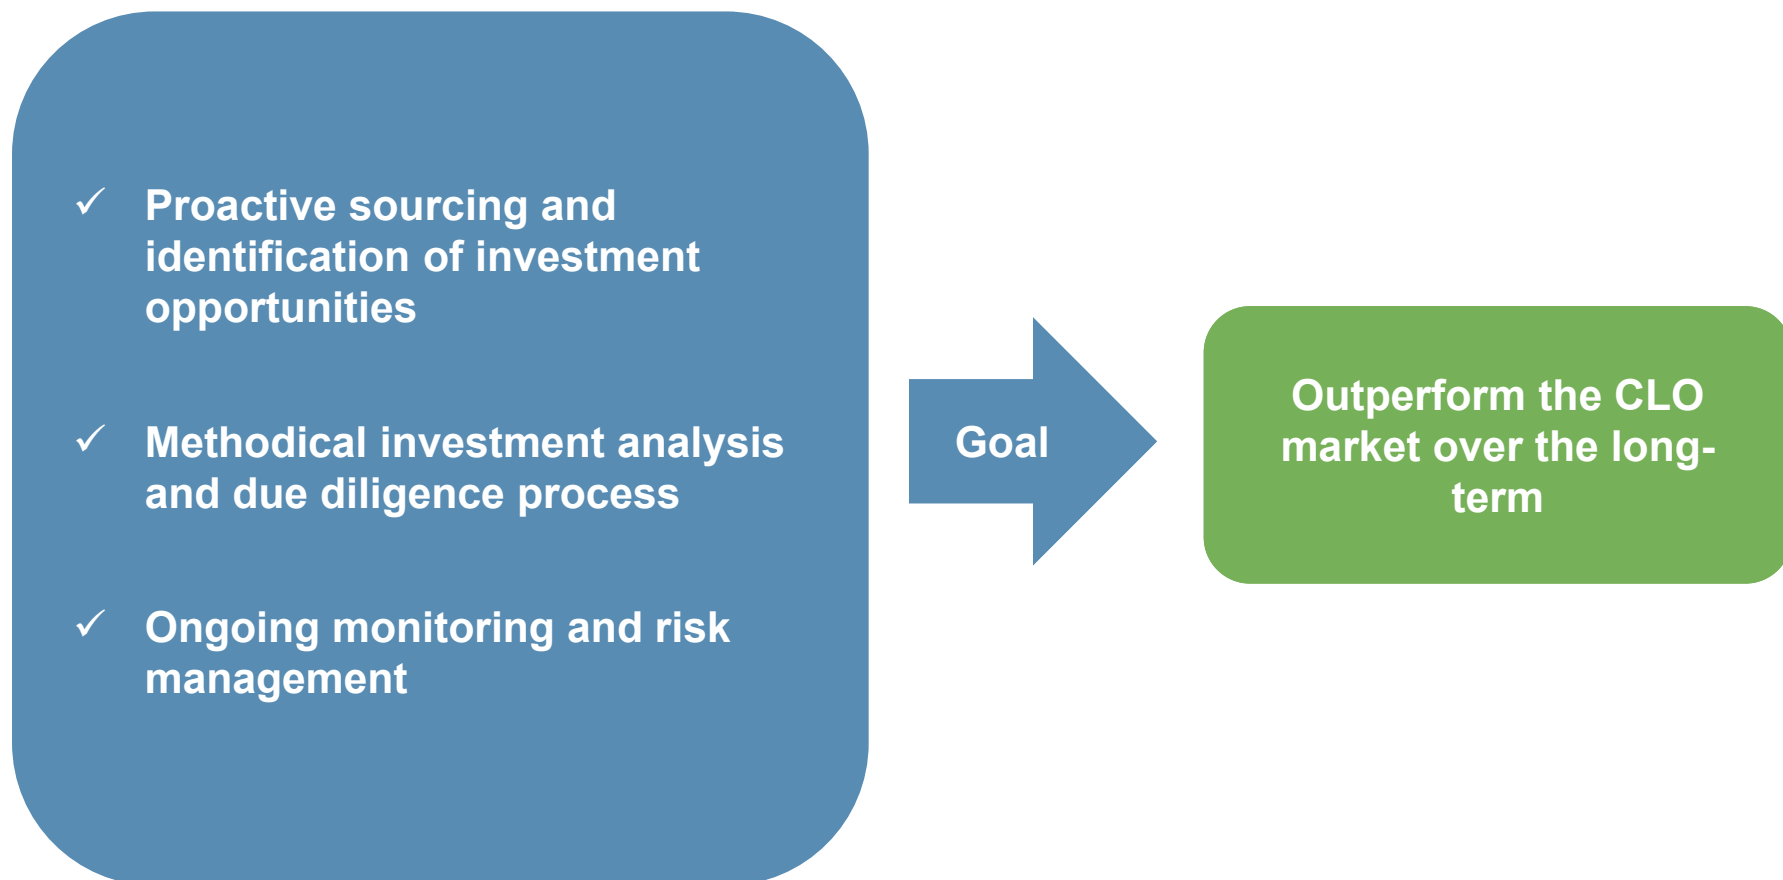 ✓ Proactive sourcing and
identification of investment
opportunities
✓ Methodical investment analysis
and due diligence process
✓ Ongoing monitoring and risk
management
Goal
Outperform the CLO
market over the long-
term